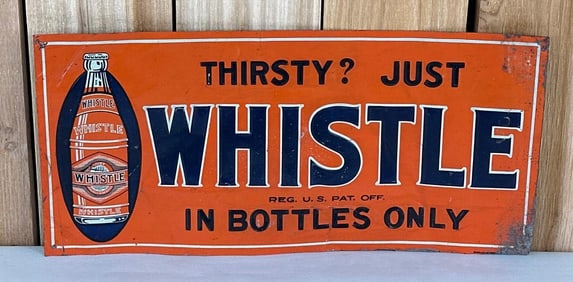 THIRSTY? JUST
WHISTLE
REG. U. S. PAT. OFF.
IN BOTTLES ONLY
WHISTLE
WHISTLE
WHISTLE
WHISTLE